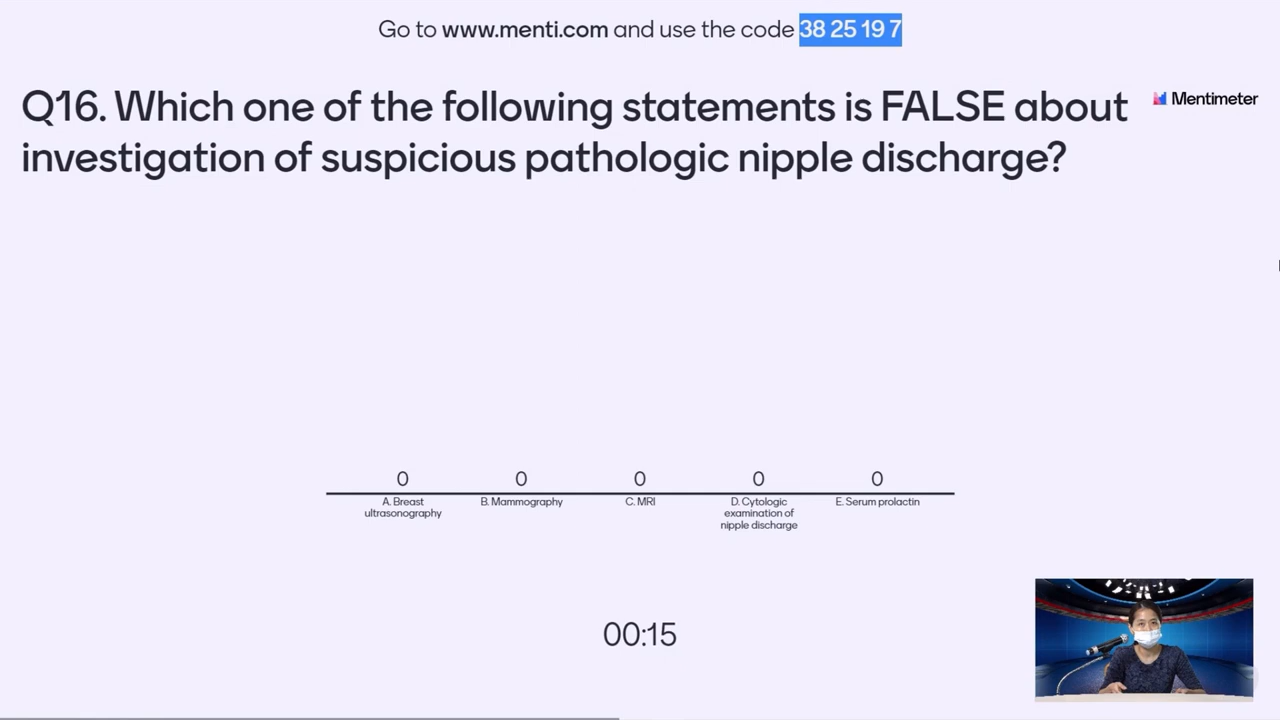 Go to www.menti.com and use the code 38 25 19 7
Q16. Which one of the following statements is FALSE about
investigation of suspicious pathologic nipple discharge?
Mentimeter
0 0 0 0 0
A. Breast
ultrasonography
B. Mammography
C. MRI
D. Cytologic
examination of
nipple discharge
E. Serum prolactin
00:15